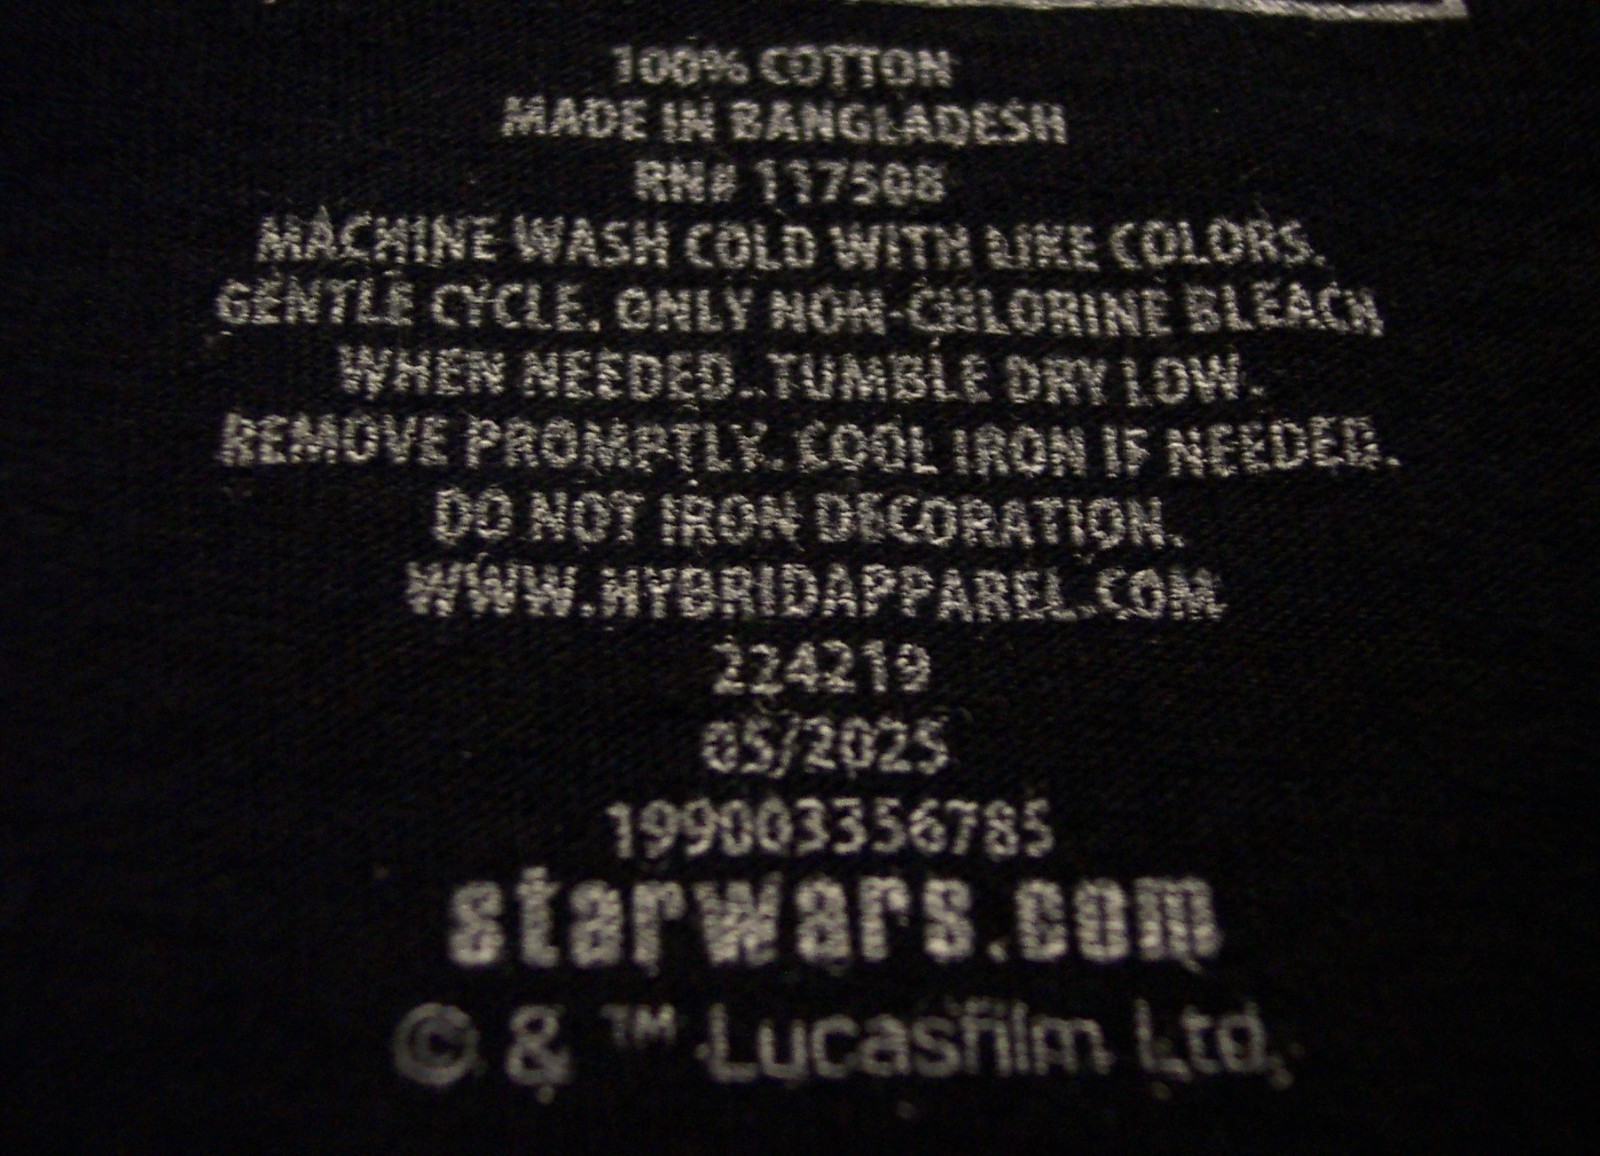 100% COTTON
MADE IN BANGLADESH
RN# 117508
MACHINE WASH COLD WITH LIKE COLORS.
GENTLE CYCLE. ONLY NON-CHLORINE BLEACH
WHEN NEEDED. TUMBLE DRY LOW.
REMOVE PROMPTLY. COOL IRON IF NEEDED.
DO NOT IRON DECORATION.
WWW.HYBRIDAPPAREL.COM
224219
05/2025
199003356785
starwars.com
© & ™ Lucasfilm Ltd.